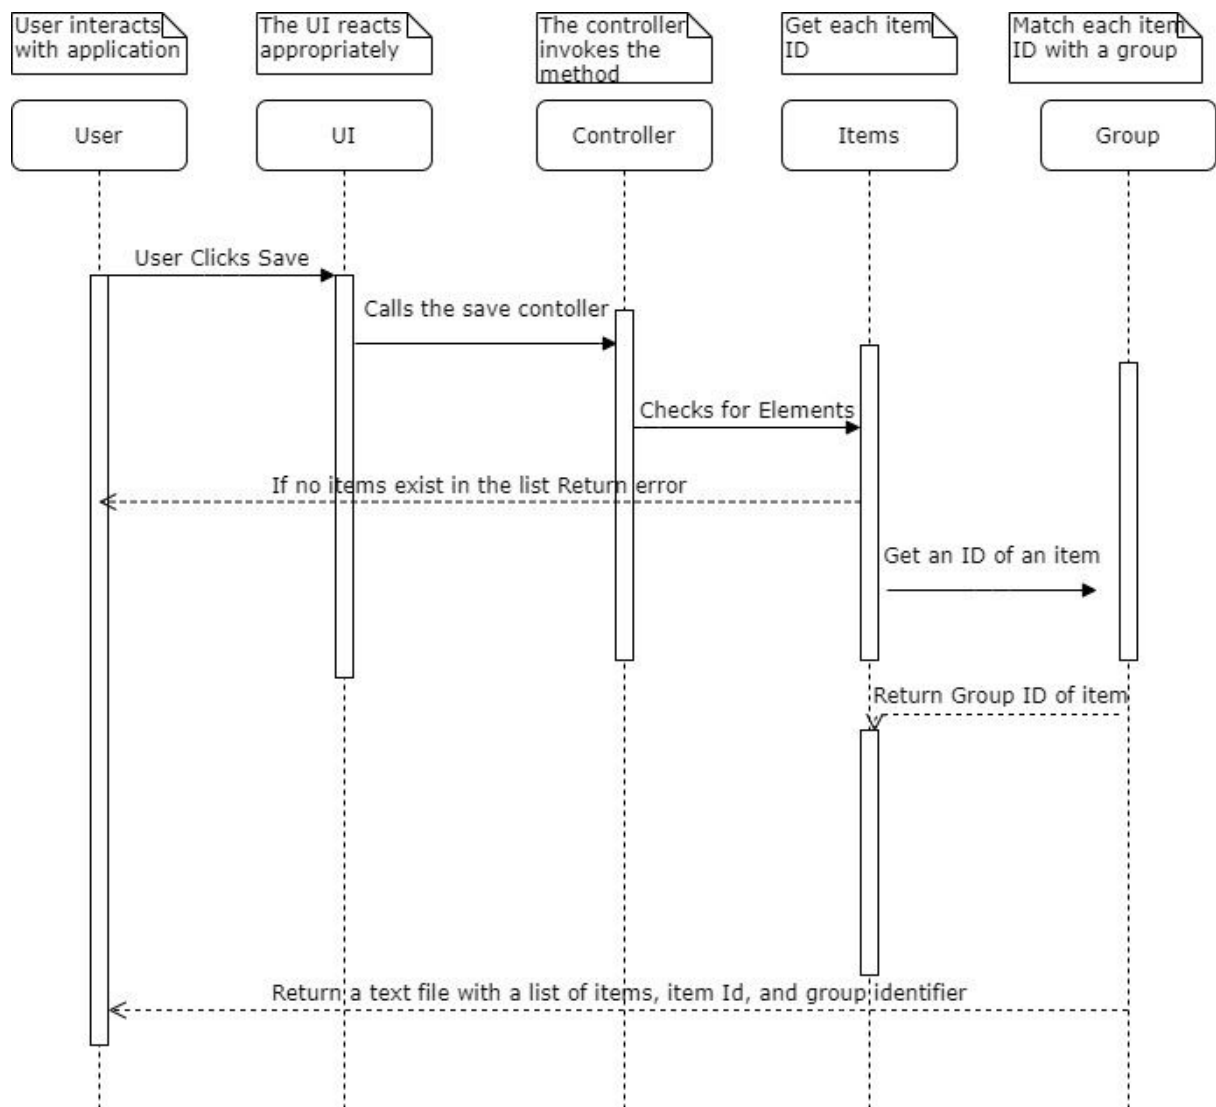 User interacts
with application
The UI reacts
appropriately
The controller
invokes the
method
Get each item
ID
Match each item
ID with a group
User
UI
Controller
Items
Group
User Clicks Save
Calls the save contoller
Checks for Elements
If no items exist in the list Return error
Get an ID of an item
Return Group ID of item
Return a text file with a list of items, item Id, and group identifier